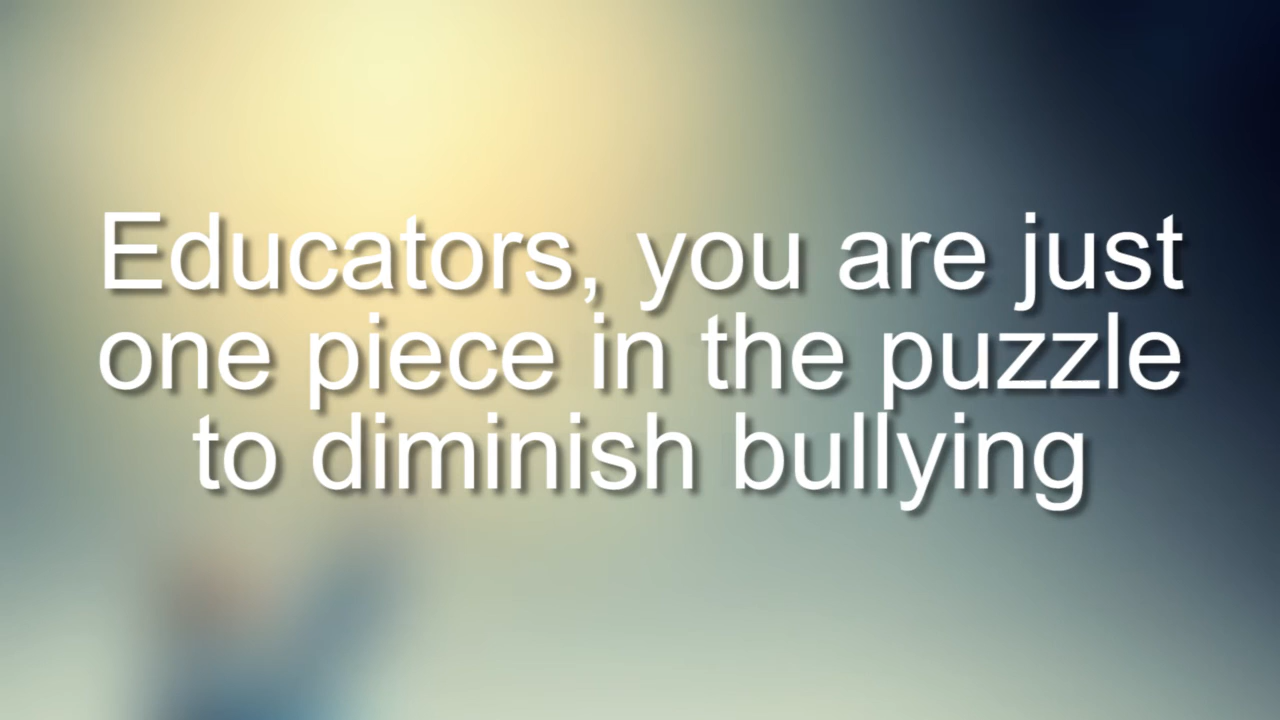 Educators, you are just
one piece in the puzzle
to diminish bullying